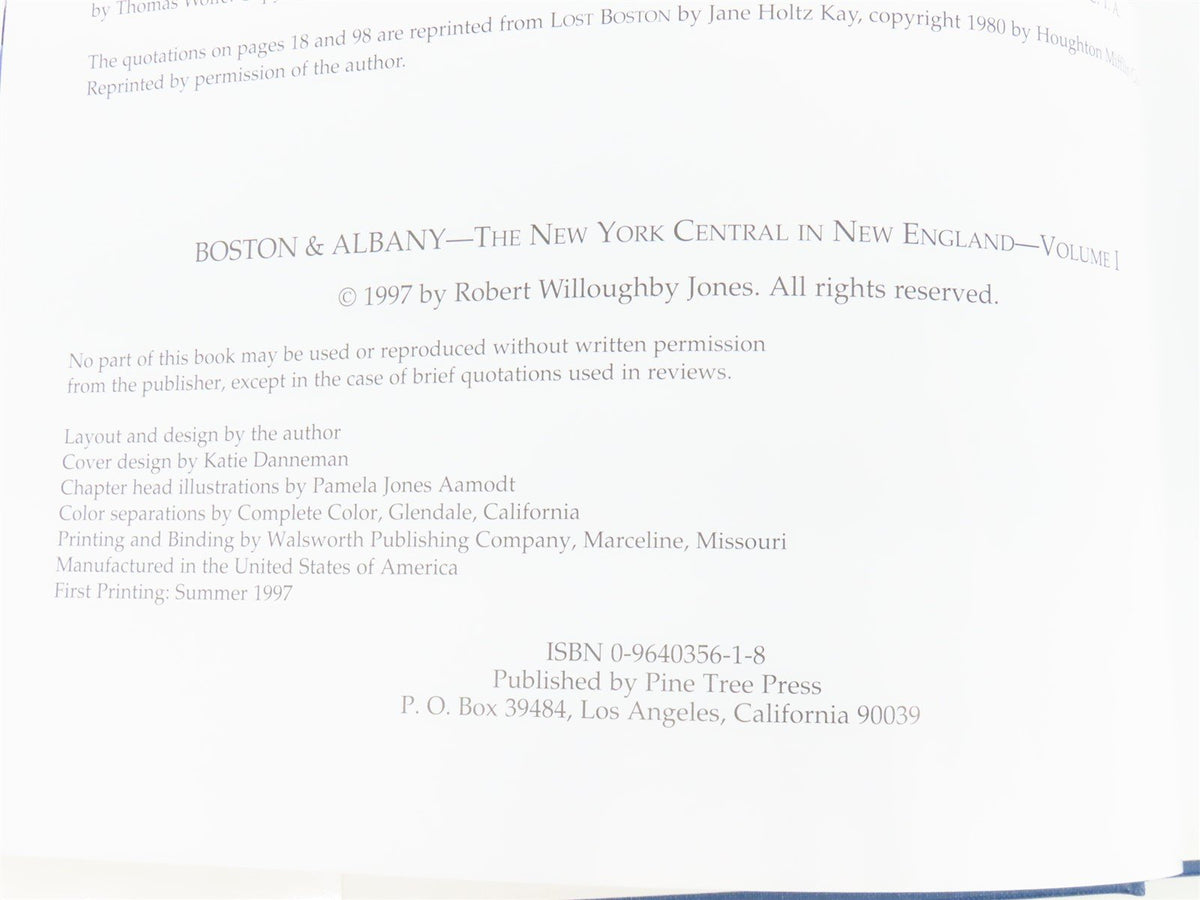 by Thomas
The quotations on pages 18 and 98 are reprinted from LOST BOSTON by Jane Holtz Kay, copyright 1980 by Houghton Mifflin
Reprinted by permission of the author.
BOSTON & ALBANY—THE NEW YORK CENTRAL IN NEW ENGLAND—VOLUME I
© 1997 by Robert Willoughby Jones. All rights reserved.
No part of this book may be used or reproduced without written permission
from the publisher, except in the case of brief quotations used in reviews.
Layout and design by the author
Cover design by Katie Danneman
Chapter head illustrations by Pamela Jones Aamodt
Color separations by Complete Color, Glendale, California
Printing and Binding by Walsworth Publishing Company, Marceline, Missouri
Manufactured in the United States of America
First Printing: Summer 1997
ISBN 0-9640356-1-8
Published by Pine Tree Press
P. O. Box 39484, Los Angeles, California 90039